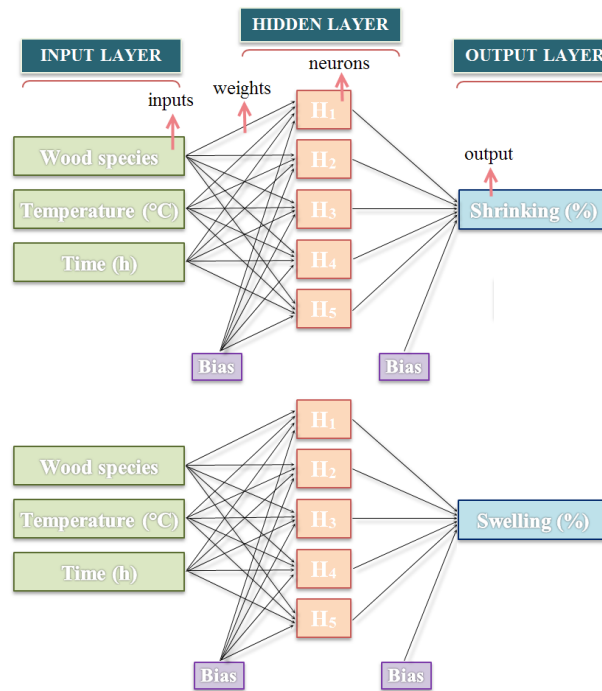 HIDDEN LAYER
INPUT LAYER
OUTPUT LAYER
neurons
weights
inputs
H1
Wood species
H2
output
Temperature (°C)
H3
Shrinking (%)
Time (h)
H4
H5
Bias
Bias
H1
Wood species
H2
Temperature (°C)
H3
Swelling (%)
Time (h)
H4
H5
Bias
Bias